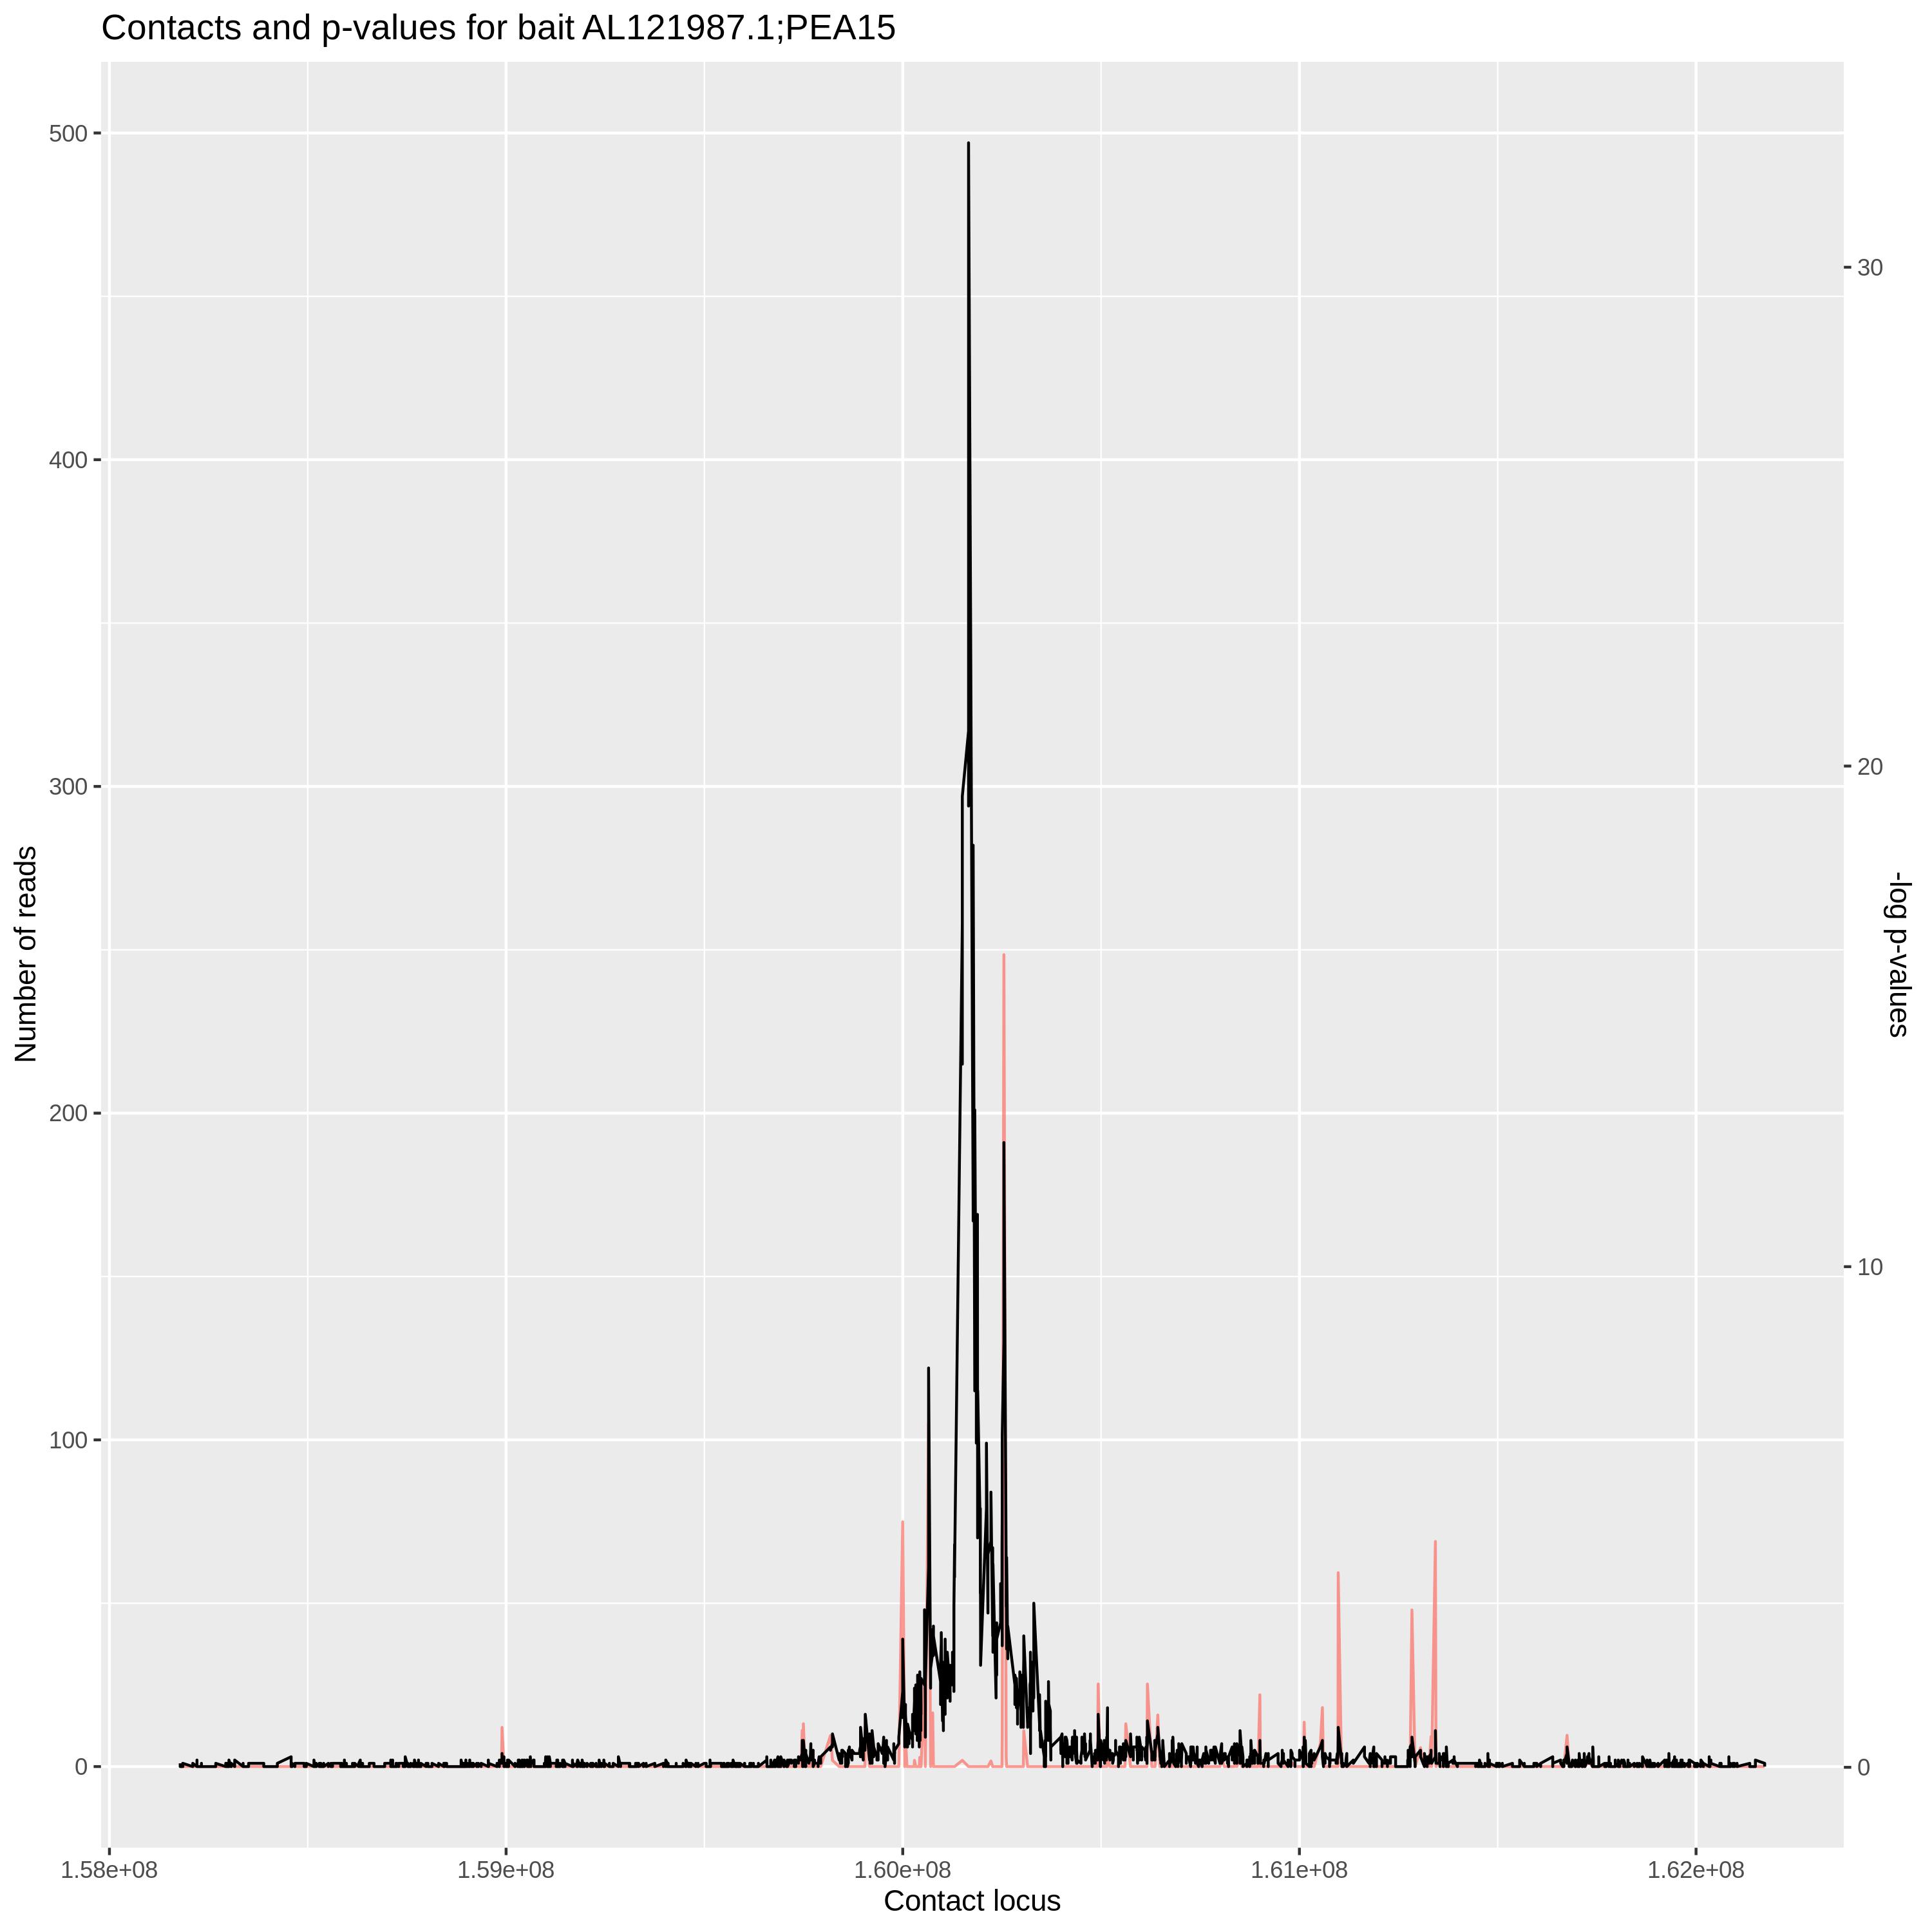 Contacts and p-values for bait AL121987.1;PEA15
500
400
300
200
100
0
Number of reads
30
20
10
0
-log p-values
1.58e+08
1.59e+08
1.60e+08
1.61e+08
1.62e+08
Contact locus